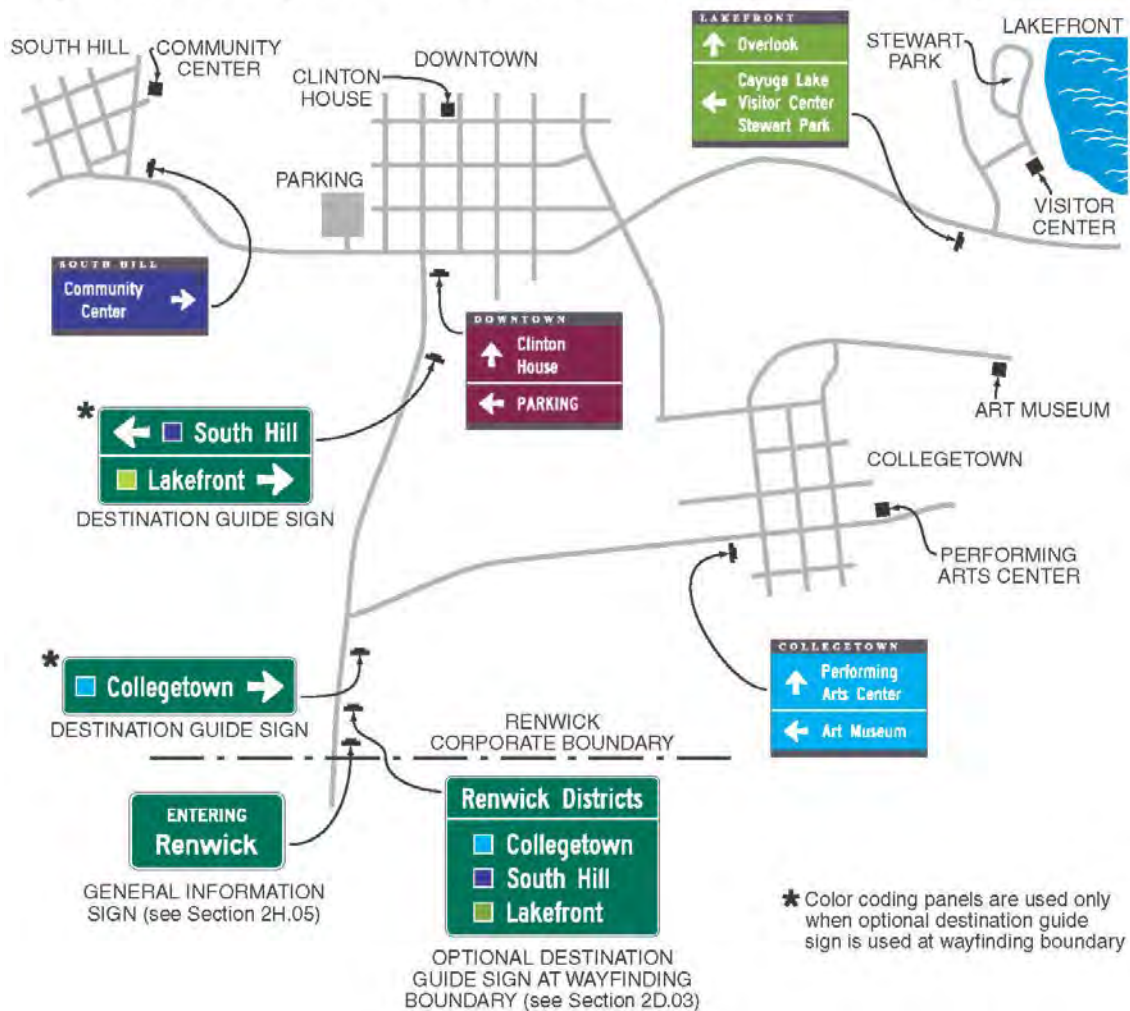 SOUTH HILL
COMMUNITY
CENTER
CLINTON
HOUSE
DOWNTOWN
LAKEFRONT
Overlook
Cayuga Lake
Visitor Center
Stewart Park
STEWART
PARK
LAKEFRONT
PARKING
VISITOR
CENTER
SOUTH HILL
Community
Center
DOWNTOWN
Clinton
House
PARKING
ART MUSEUM
* South Hill
Lakefront
DESTINATION GUIDE SIGN
COLLEGETOWN
PERFORMING
ARTS CENTER
* Collegetown
DESTINATION GUIDE SIGN
COLLEGETOWN
Performing
Arts Center
Art Museum
RENWICK
CORPORATE BOUNDARY
ENTERING
Renwick
GENERAL INFORMATION
SIGN (see Section 2H.05)
Renwick Districts
Collegetown
South Hill
Lakefront
OPTIONAL DESTINATION
GUIDE SIGN AT WAYFINDING
BOUNDARY (see Section 2D.03)
* Color coding panels are used only
when optional destination guide
sign is used at wayfinding boundary